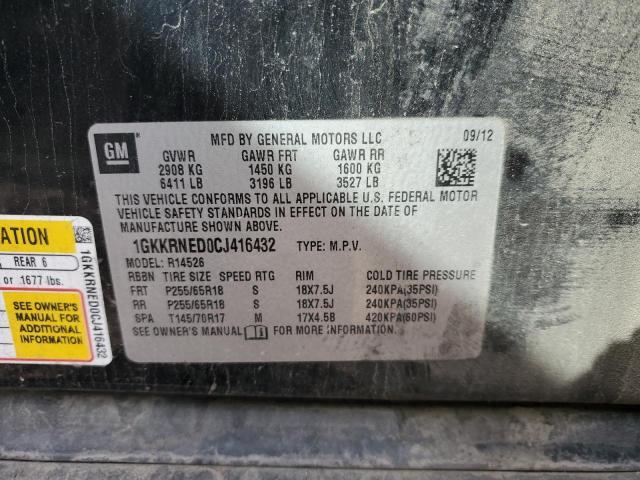 GM
MFD BY GENERAL MOTORS LLC
09/12
GVWR GAWR FRT GAWR RR
2908 KG 1450 KG 1600 KG
6411 LB 3196 LB 3527 LB
THIS VEHICLE CONFORMS TO ALL APPLICABLE U.S. FEDERAL MOTOR
VEHICLE SAFETY STANDARDS IN EFFECT ON THE DATE OF
MANUFACTURE SHOWN ABOVE.
1GKKRNED0CJ416432 TYPE: M.P.V.
MODEL: R14526
RBBN TIRE SIZE SPEED RTG RIM COLD TIRE PRESSURE
FRT P255/65R18 S 18X7.5J 240KPA(35PSI)
RR P255/65R18 S 18X7.5J 240KPA(35PSI)
SPA T145/70R17 M 17X4.5B 420KPA(60PSI)
SEE OWNER'S MANUAL FOR MORE INFORMATION.
ATION
REAR 6
or 1677 lbs.
SEE OWNER'S
MANUAL FOR
ADDITIONAL
INFORMATION
1GKKRNED0CJ416432